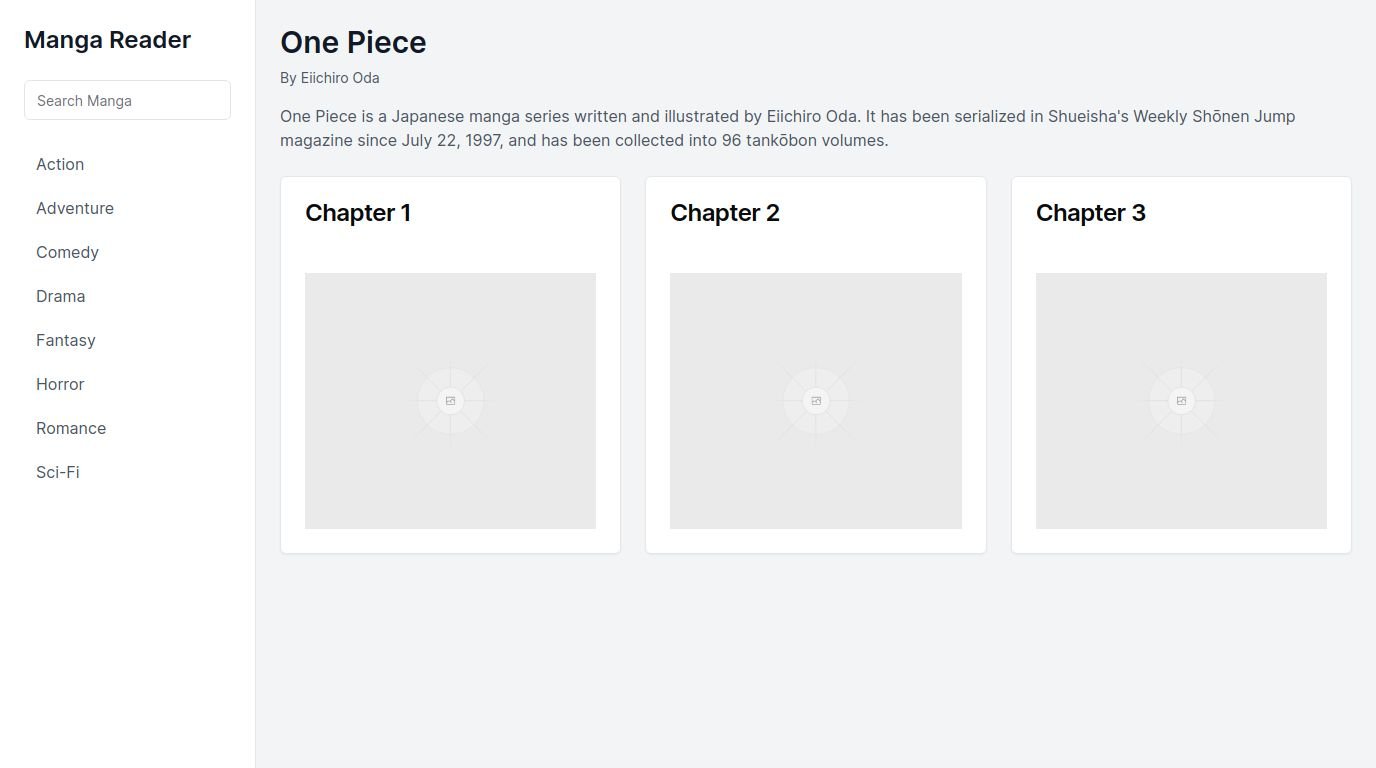 Manga Reader
Search Manga
Action
Adventure
Comedy
Drama
Fantasy
Horror
Romance
Sci-Fi
One Piece
By Eiichiro Oda
One Piece is a Japanese manga series written and illustrated by Eiichiro Oda. It has been serialized in Shueisha's Weekly Shōnen Jump
magazine since July 22, 1997, and has been collected into 96 tankōbon volumes.
Chapter 1
Chapter 2
Chapter 3